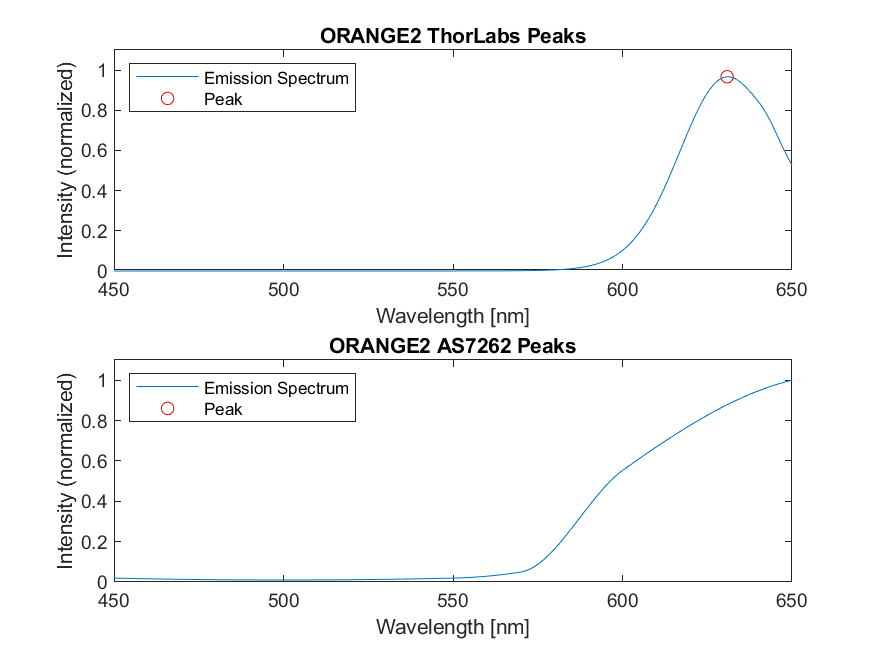 ORANGE2 ThorLabs Peaks
Intensity (normalized)
1
0.8
0.6
0.4
0.2
0
Emission Spectrum
Peak
450 500 550 600 650
Wavelength [nm]
ORANGE2 AS7262 Peaks
Intensity (normalized)
1
0.8
0.6
0.4
0.2
0
Emission Spectrum
Peak
450 500 550 600 650
Wavelength [nm]